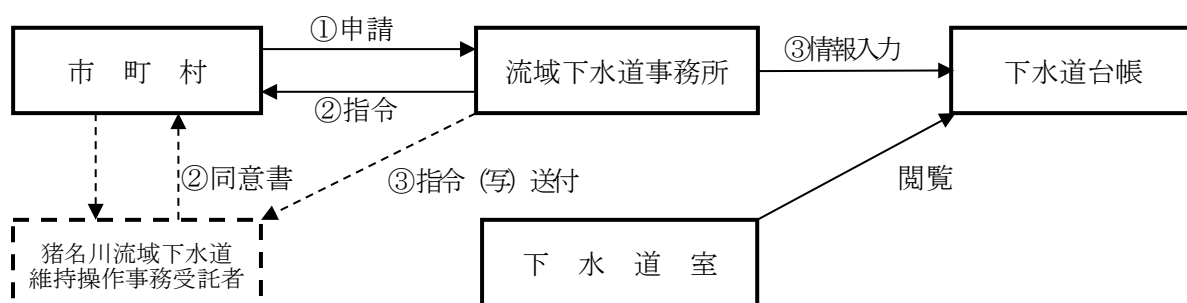 ①申請
市　町　村
流域下水道事務所
③情報入力
下水道台帳
②指令
②同意書
③指令（写）送付
閲覧
猪名川流域下水道
維持操作事務受託者
下　水　道　室